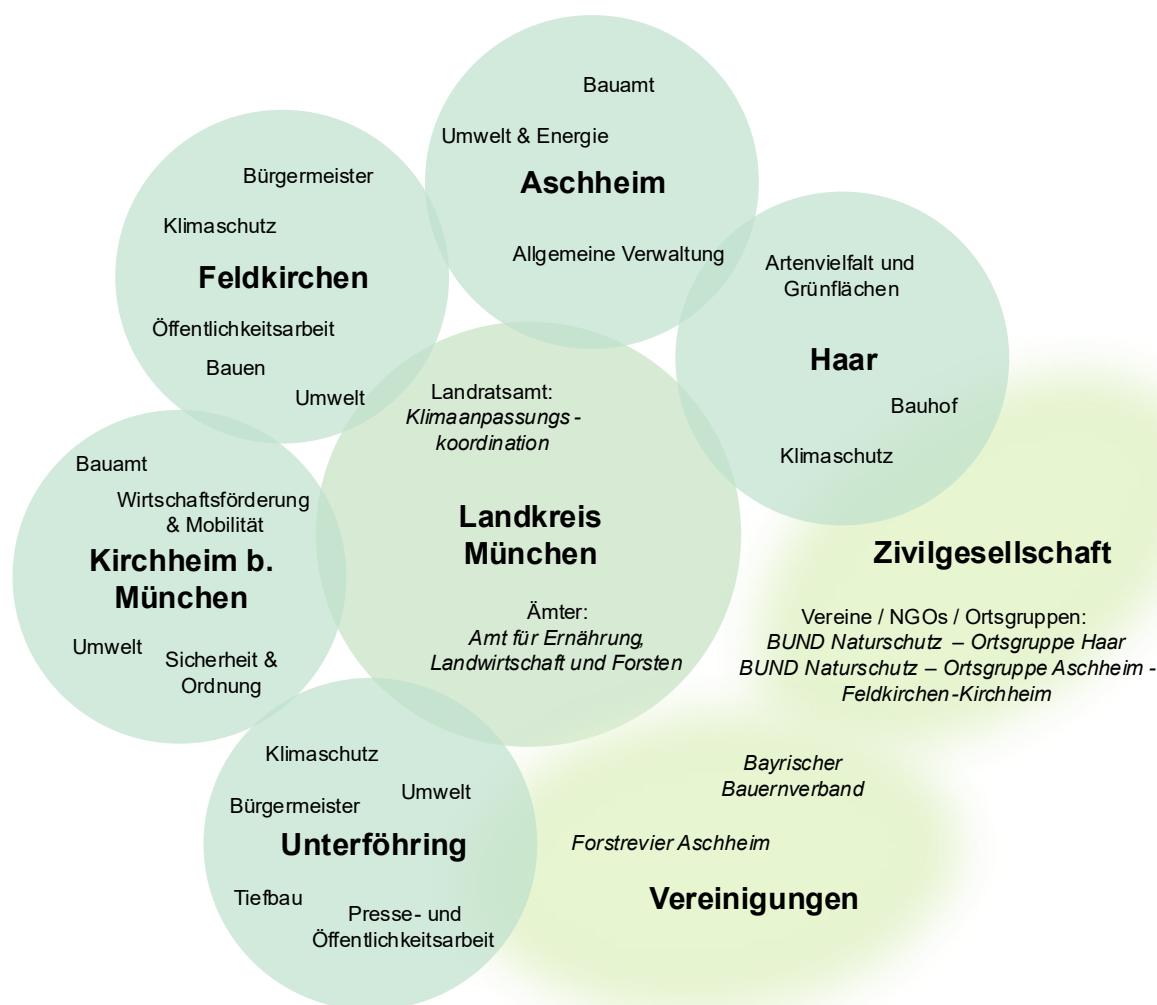 Bauamt
Umwelt & Energie
Aschheim
Allgemeine Verwaltung
Bürgermeister
Klimaschutz
Feldkirchen
Öffentlichkeitsarbeit
Bauen
Umwelt
Artenvielfalt und
Grünflächen
Haar
Bauhof
Klimaschutz
Landratsamt:
Klimaanpassungs-
koordination
Landkreis
München
Ämter:
Amt für Ernährung,
Landwirtschaft und Forsten
Bauamt
Wirtschaftsförderung
& Mobilität
Kirchheim b.
München
Umwelt
Sicherheit &
Ordnung
Zivilgesellschaft
Vereine / NGOs / Ortsgruppen:
BUND Naturschutz – Ortsgruppe Haar
BUND Naturschutz – Ortsgruppe Aschheim-
Feldkirchen-Kirchheim
Klimaschutz
Umwelt
Bürgermeister
Unterföhring
Tiefbau
Presse- und
Öffentlichkeitsarbeit
Bayrischer
Bauernverband
Forstrevier Aschheim
Vereinigungen